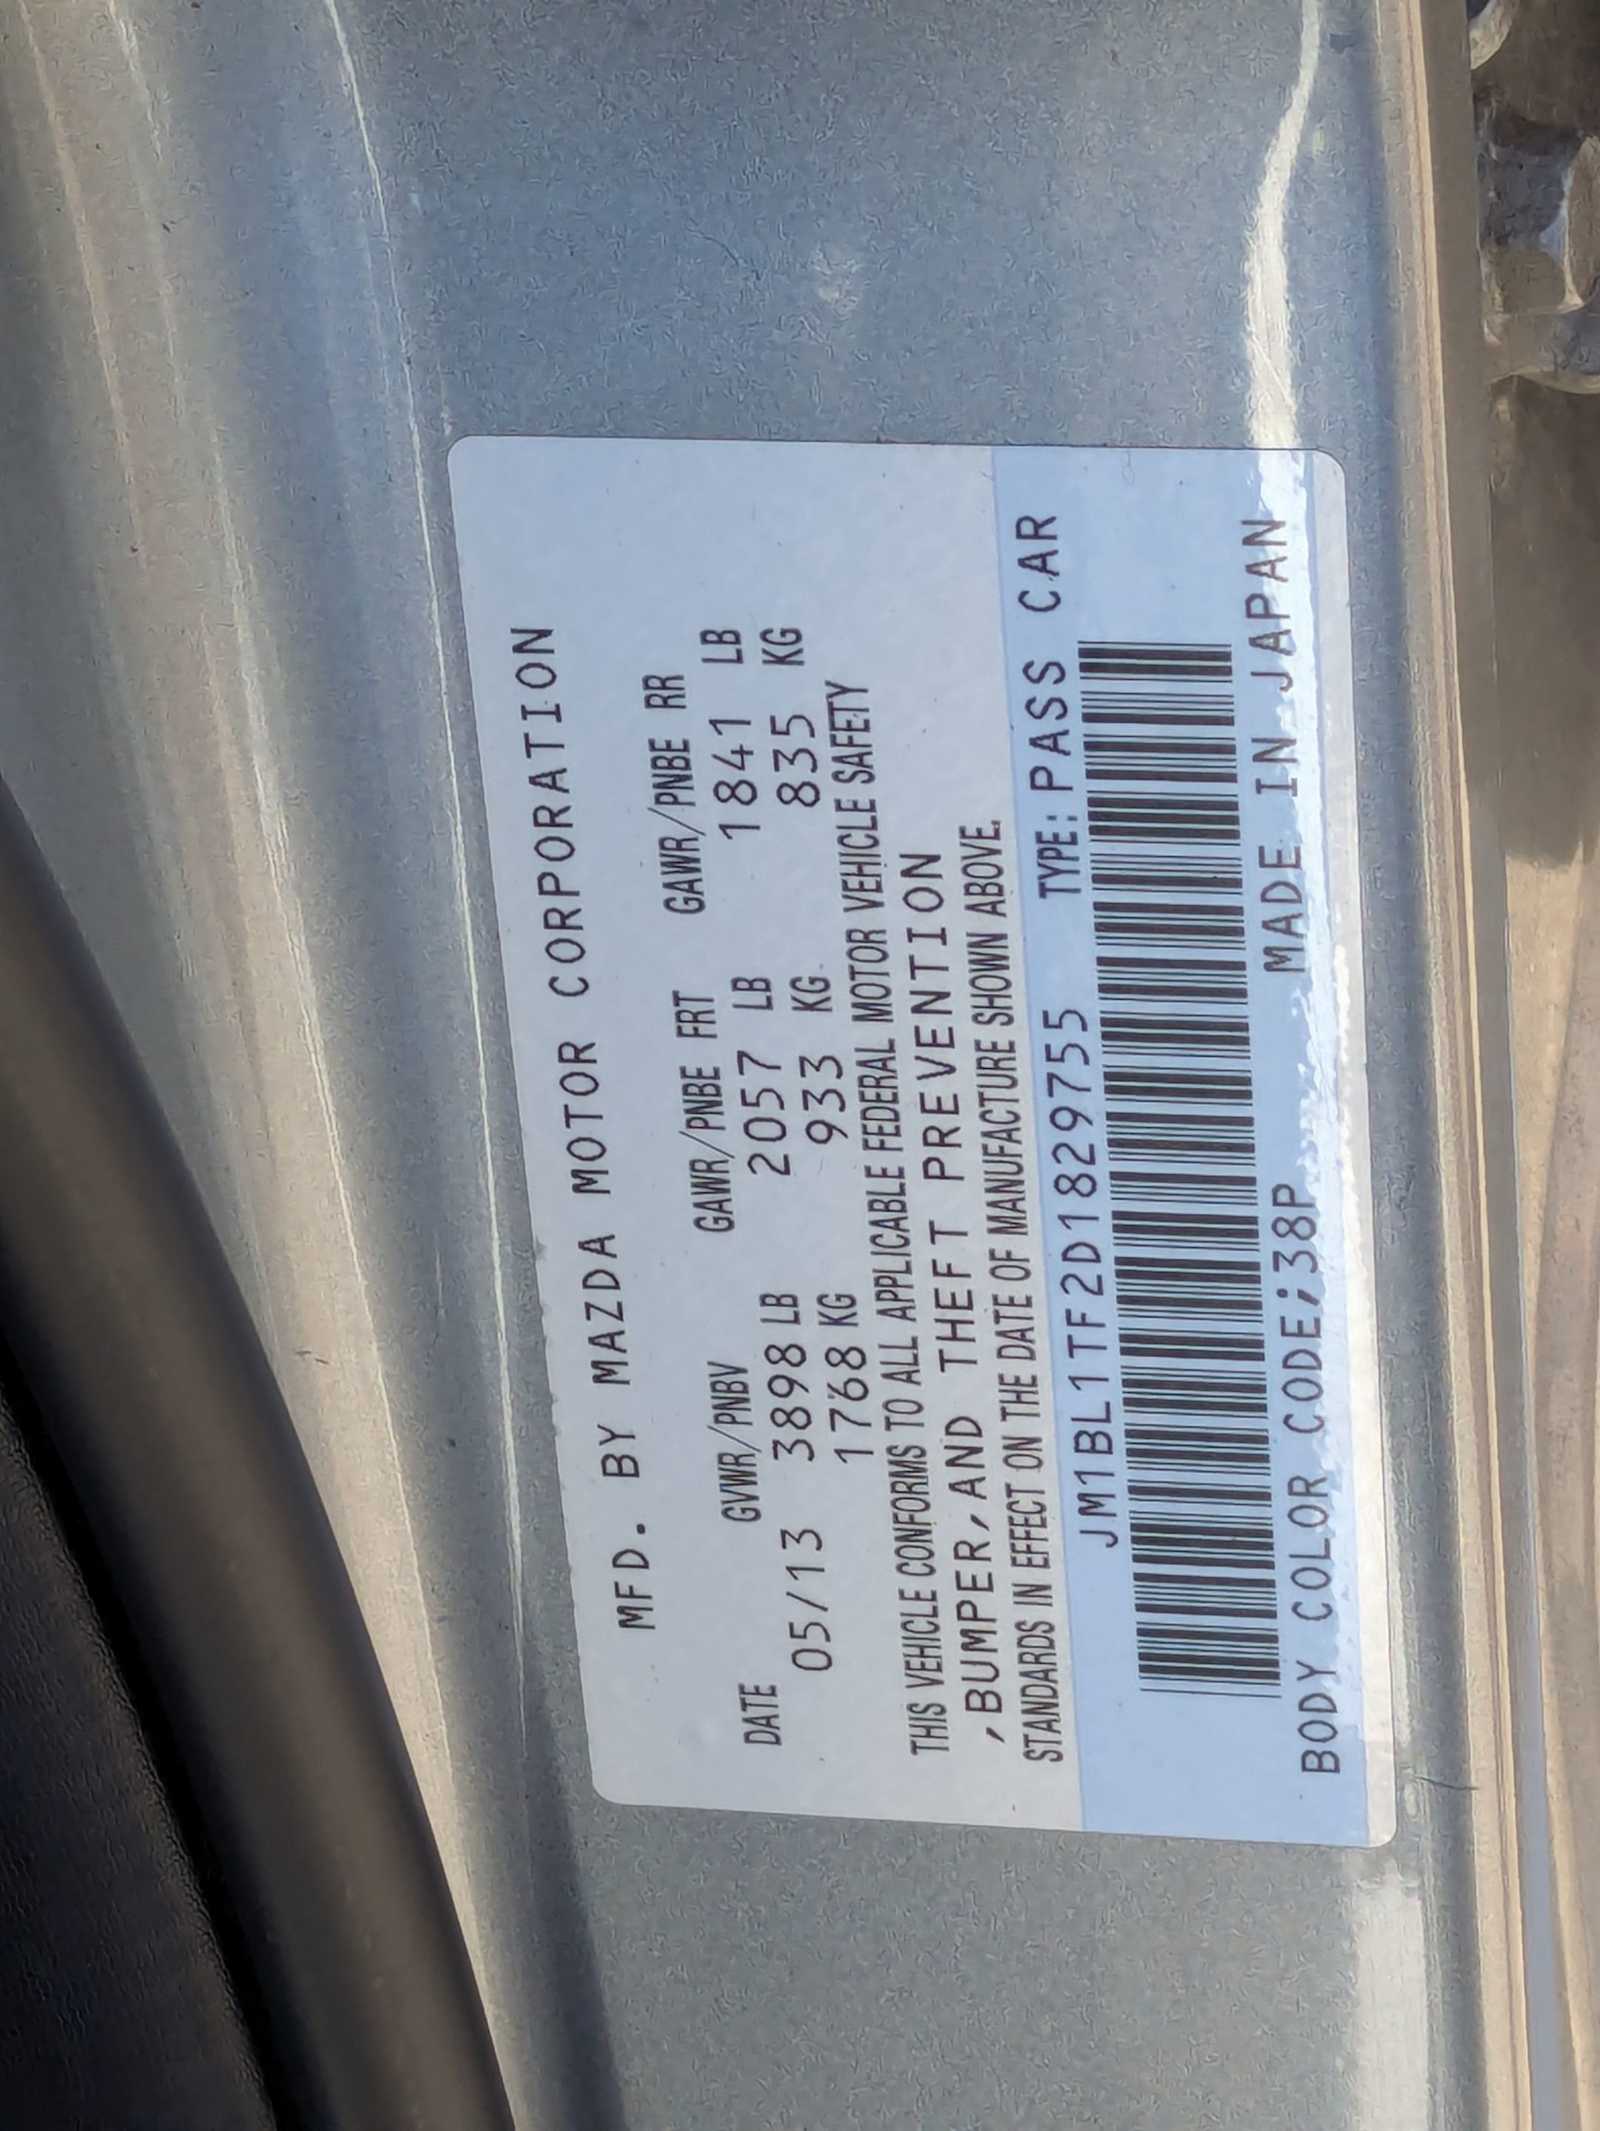 MFD. BY MAZDA MOTOR CORPORATION
DATE GVWR/PNBV GAWR/PNBE FRT GAWR/PNBE RR
05/13 3898 LB 2057 LB 1841 LB
1768 KG 933 KG 835 KG
THIS VEHICLE CONFORMS TO ALL APPLICABLE FEDERAL MOTOR VEHICLE SAFETY
,BUMPER,AND THEFT PREVENTION
STANDARDS IN EFFECT ON THE DATE OF MANUFACTURE SHOWN ABOVE.
JM1BL1TF2D1829755 TYPE: PASS CAR
BODY COLOR CODE;38P MADE IN JAPAN